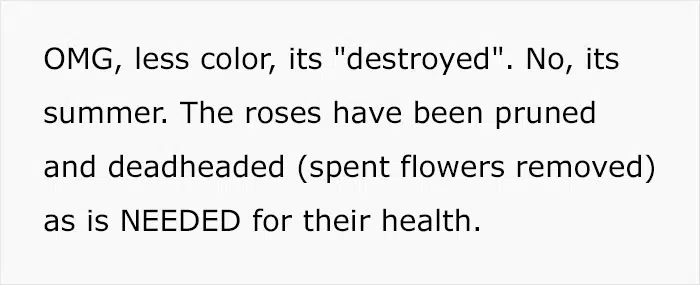 OMG, less color, its "destroyed". No, its
summer. The roses have been pruned
and deadheaded (spent flowers removed)
as is NEEDED for their health.